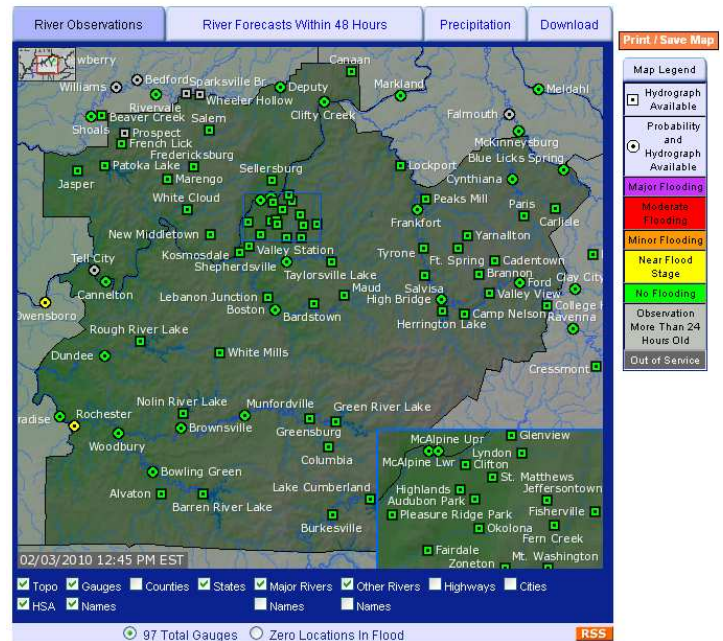 River Observations
River Forecasts Within 48 Hours
Precipitation
Download
Print / Save Map
Map Legend
Hydrograph
Available
Probability
and
Hydrograph
Available
Major Flooding
Moderate
Flooding
Minor Flooding
Near Flood
Stage
No Flooding
Observation
More Than 24
Hours Old
Out of Service
KY
wberry
Canaan
Bedford
Sparksville Br.
Deputy
Markland
Meldahl
Williams
Rivervale
Wheeler Hollow
Clifty Creek
Falmouth
Beaver Creek
Salem
Shoals
Prospect
McKinneysburg
French Lick
Blue Licks Spring
Fredericksburg
Patoka Lake
Sellersburg
Lockport
Cynthiana
Jasper
Marengo
Peaks Mill
Paris
White Cloud
Frankfort
Carlisle
New Middletown
Yarnallton
Valley Station
Tyrone
Kosmosdale
Ft. Spring
Cadentown
Tell City
Shepherdsville
Taylorsville Lake
Brannon
Cannelton
Salvisa
Ford
Clay City
Lebanon Junction
Maud
High Bridge
Valley View
Owensboro
Boston
Bardstown
Camp Nelson
College H
Herrington Lake
Ravenna
Rough River Lake
Dundee
White Mills
Cressmont
Nolin River Lake
Munfordville
Green River Lake
radise
Rochester
Brownsville
Greensburg
Woodbury
Columbia
Bowling Green
Lake Cumberland
Alvaton
Barren River Lake
Burkesville
McAlpine Upr
Glenview
Lyndon
McAlpine Lwr
Clifton
St. Matthews
Highlands
Jeffersontown
Audubon Park
Pleasure Ridge Park
Fisherville
Okolona
Fern Creek
Fairdale
Mt. Washington
Zoneton
02/03/2010 12:45 PM EST
Topo Gauges Counties States Major Rivers Other Rivers Highways Cities
HSA Names Names Names
97 Total Gauges Zero Locations In Flood
RSS